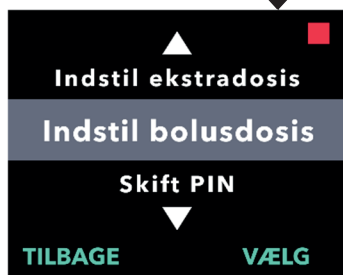 Indstil ekstradosis
Indstil bolusdosis
Skift PIN
TILBAGE VÆLG